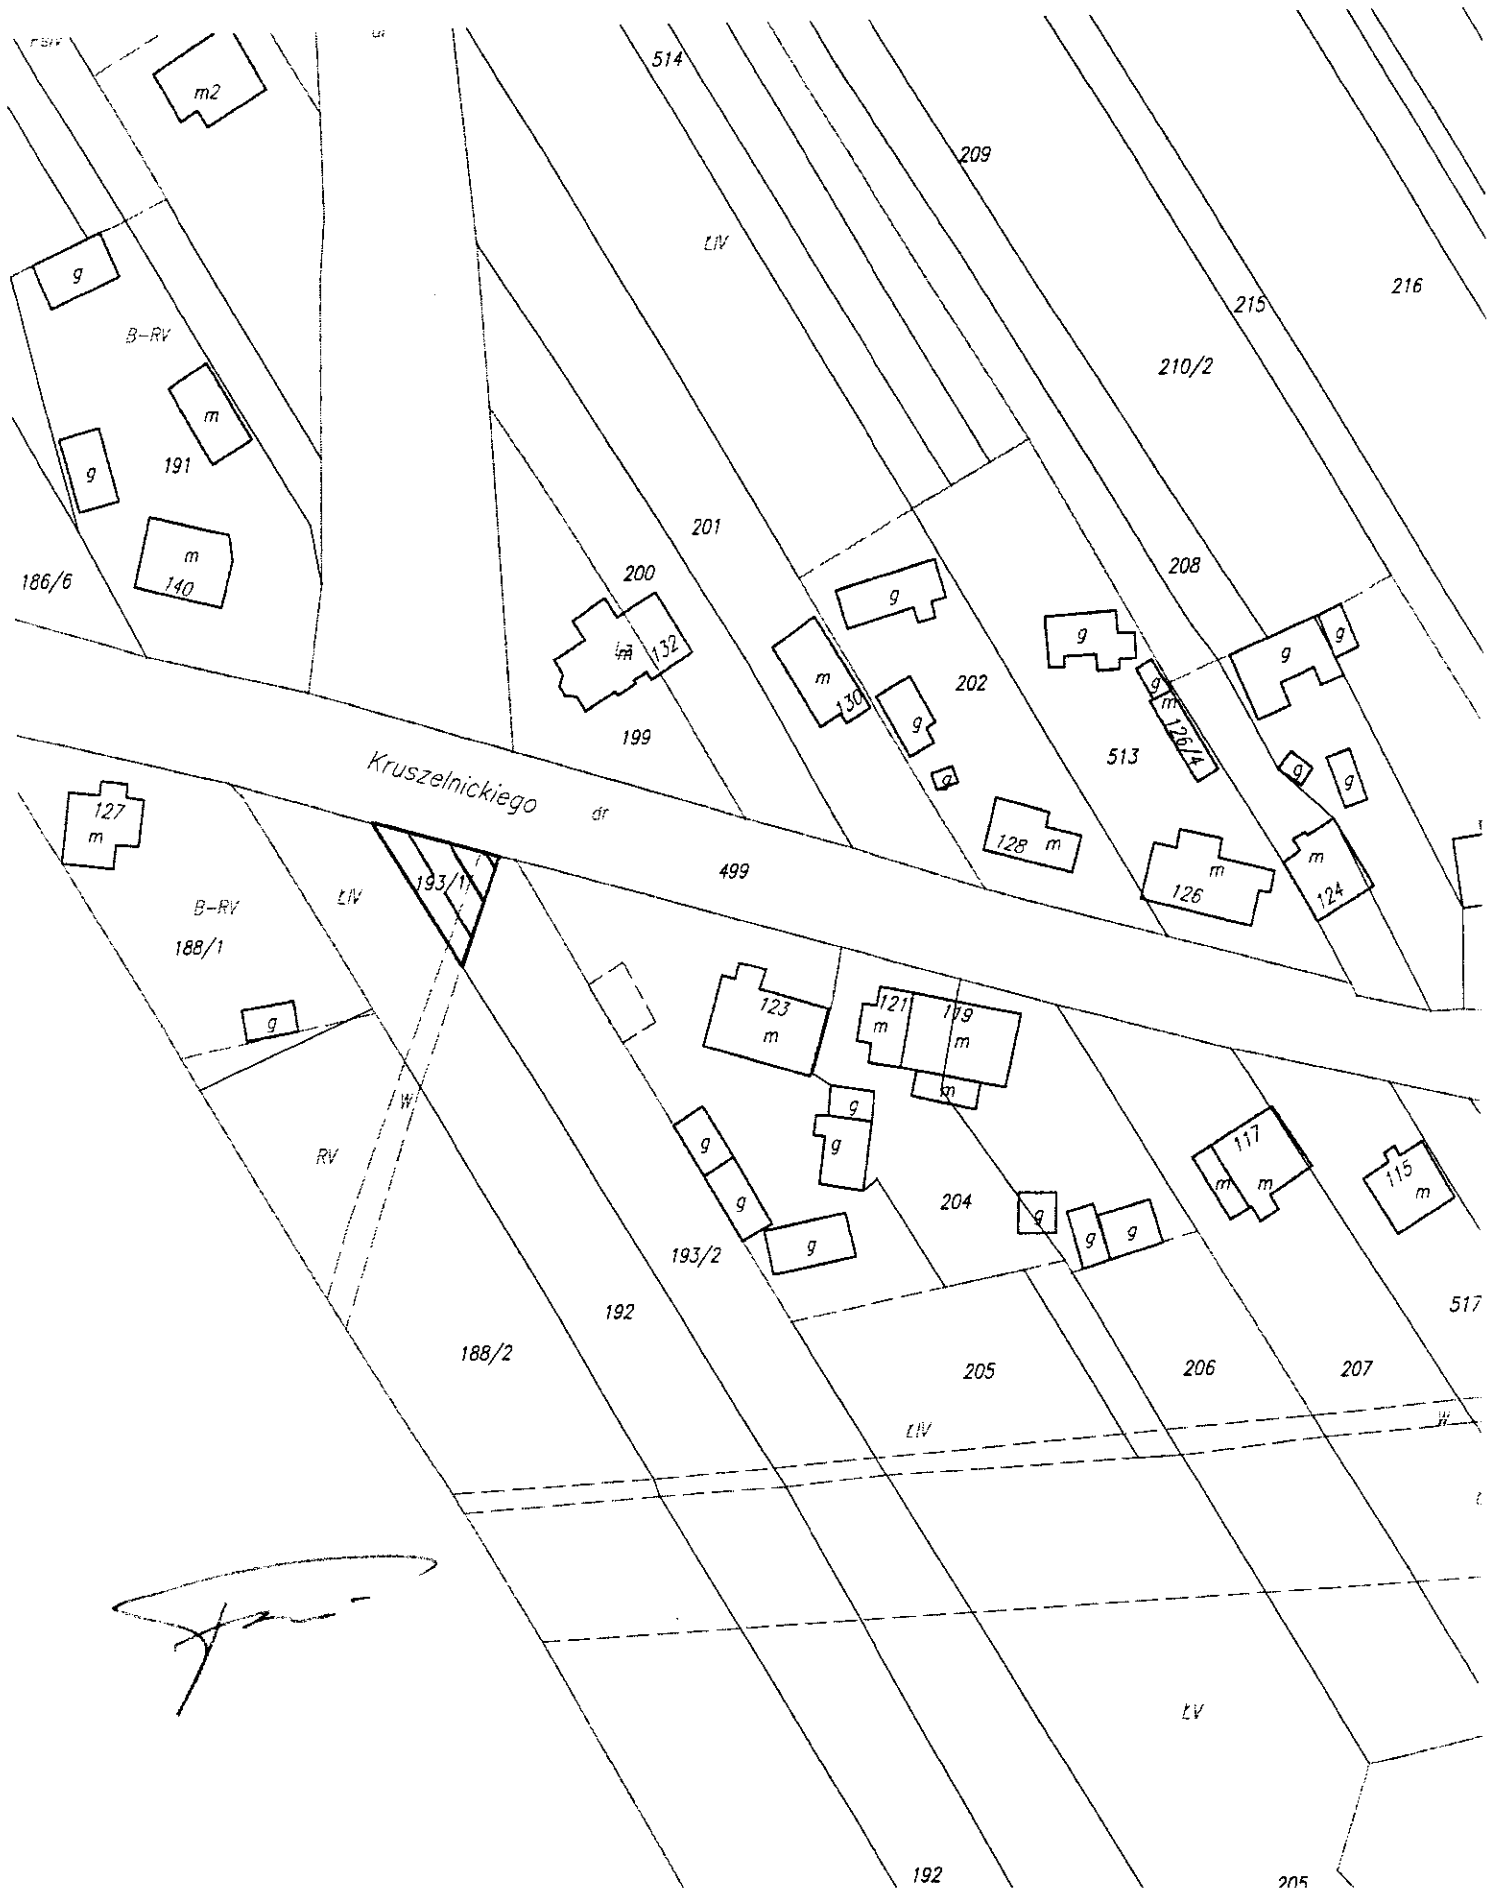 dr
514
m2
209
ŁIV
g
215
216
B-RV
210/2
m
g
191
201
m
140
186/6
200
208
g
g
g
g
132
m
130
202
g
m
126/4
199
g
513
g
g
g
Kruszelnickiego
dr
127
m
128 m
m
126
m
124
499
193/1
ŁIV
B-RV
188/1
123
m
121
m
119
m
g
m
g
g
W
RV
g
g
117
m
m
115
m
204
g
g
g
g
193/2
192
517
188/2
205
206
207
ŁIV
W
ŁV
192
205